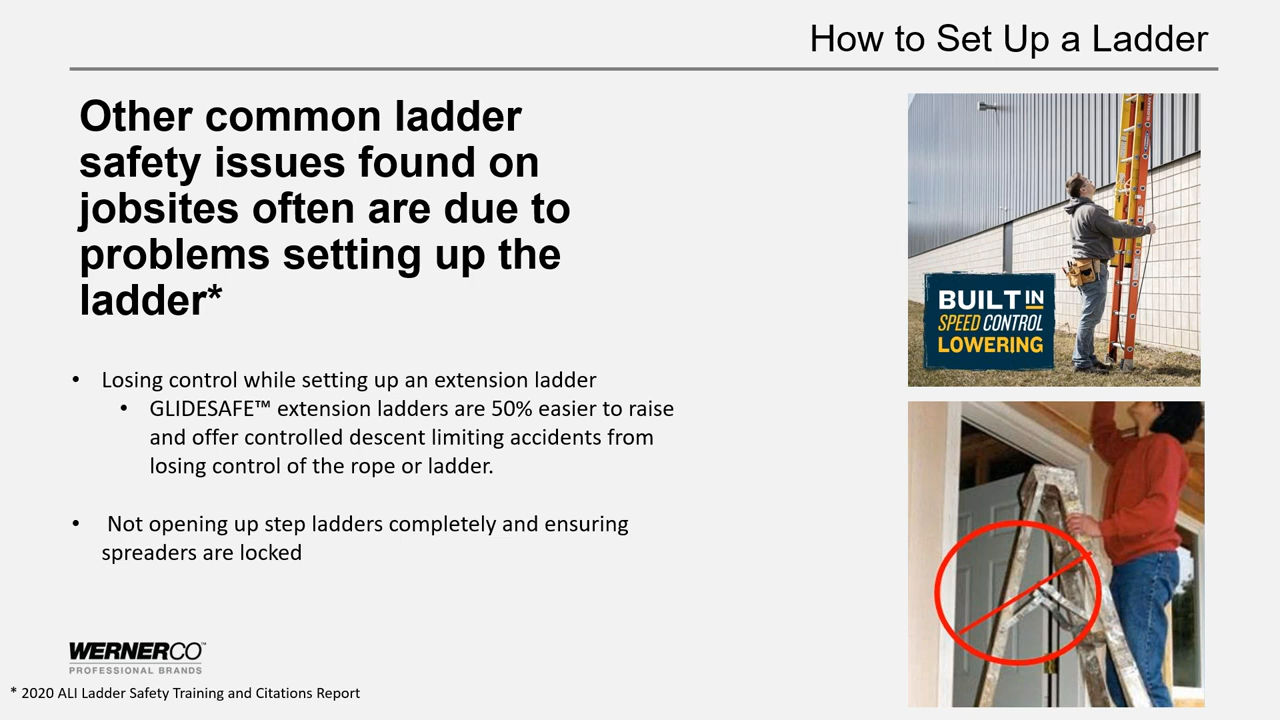 How to Set Up a Ladder
Other common ladder
safety issues found on
jobsites often are due to
problems setting up the
ladder*
• Losing control while setting up an extension ladder
• GLIDESAFE™ extension ladders are 50% easier to raise
and offer controlled descent limiting accidents from
losing control of the rope or ladder.
• Not opening up step ladders completely and ensuring
spreaders are locked
BUILT IN
SPEED CONTROL
LOWERING
WERNERCO™
PROFESSIONAL BRANDS
* 2020 ALI Ladder Safety Training and Citations Report